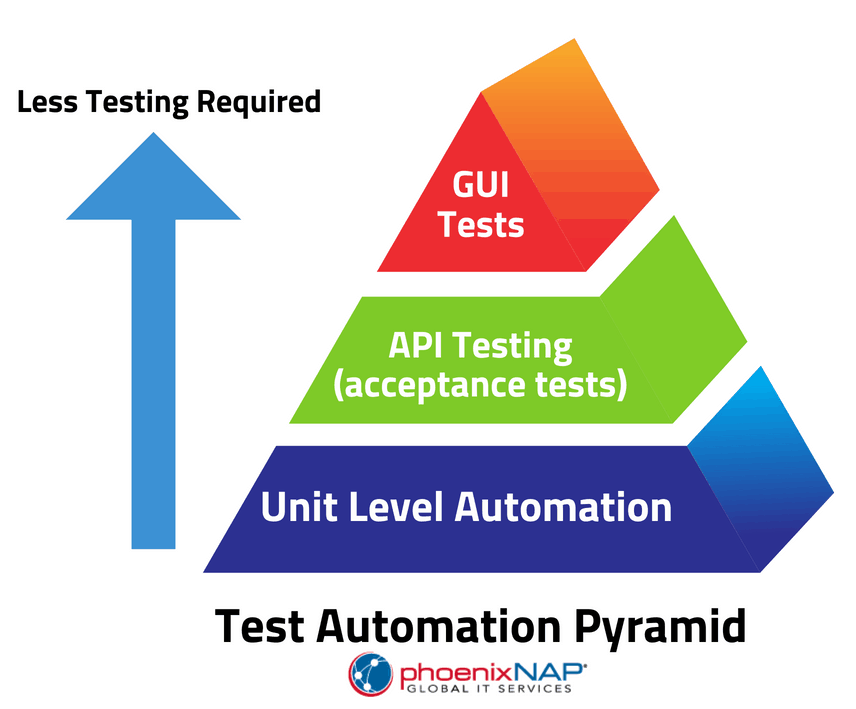 Less Testing Required
GUI
Tests
API Testing
(acceptance tests)
Unit Level Automation
Test Automation Pyramid
phoenixNAP
GLOBAL IT SERVICES